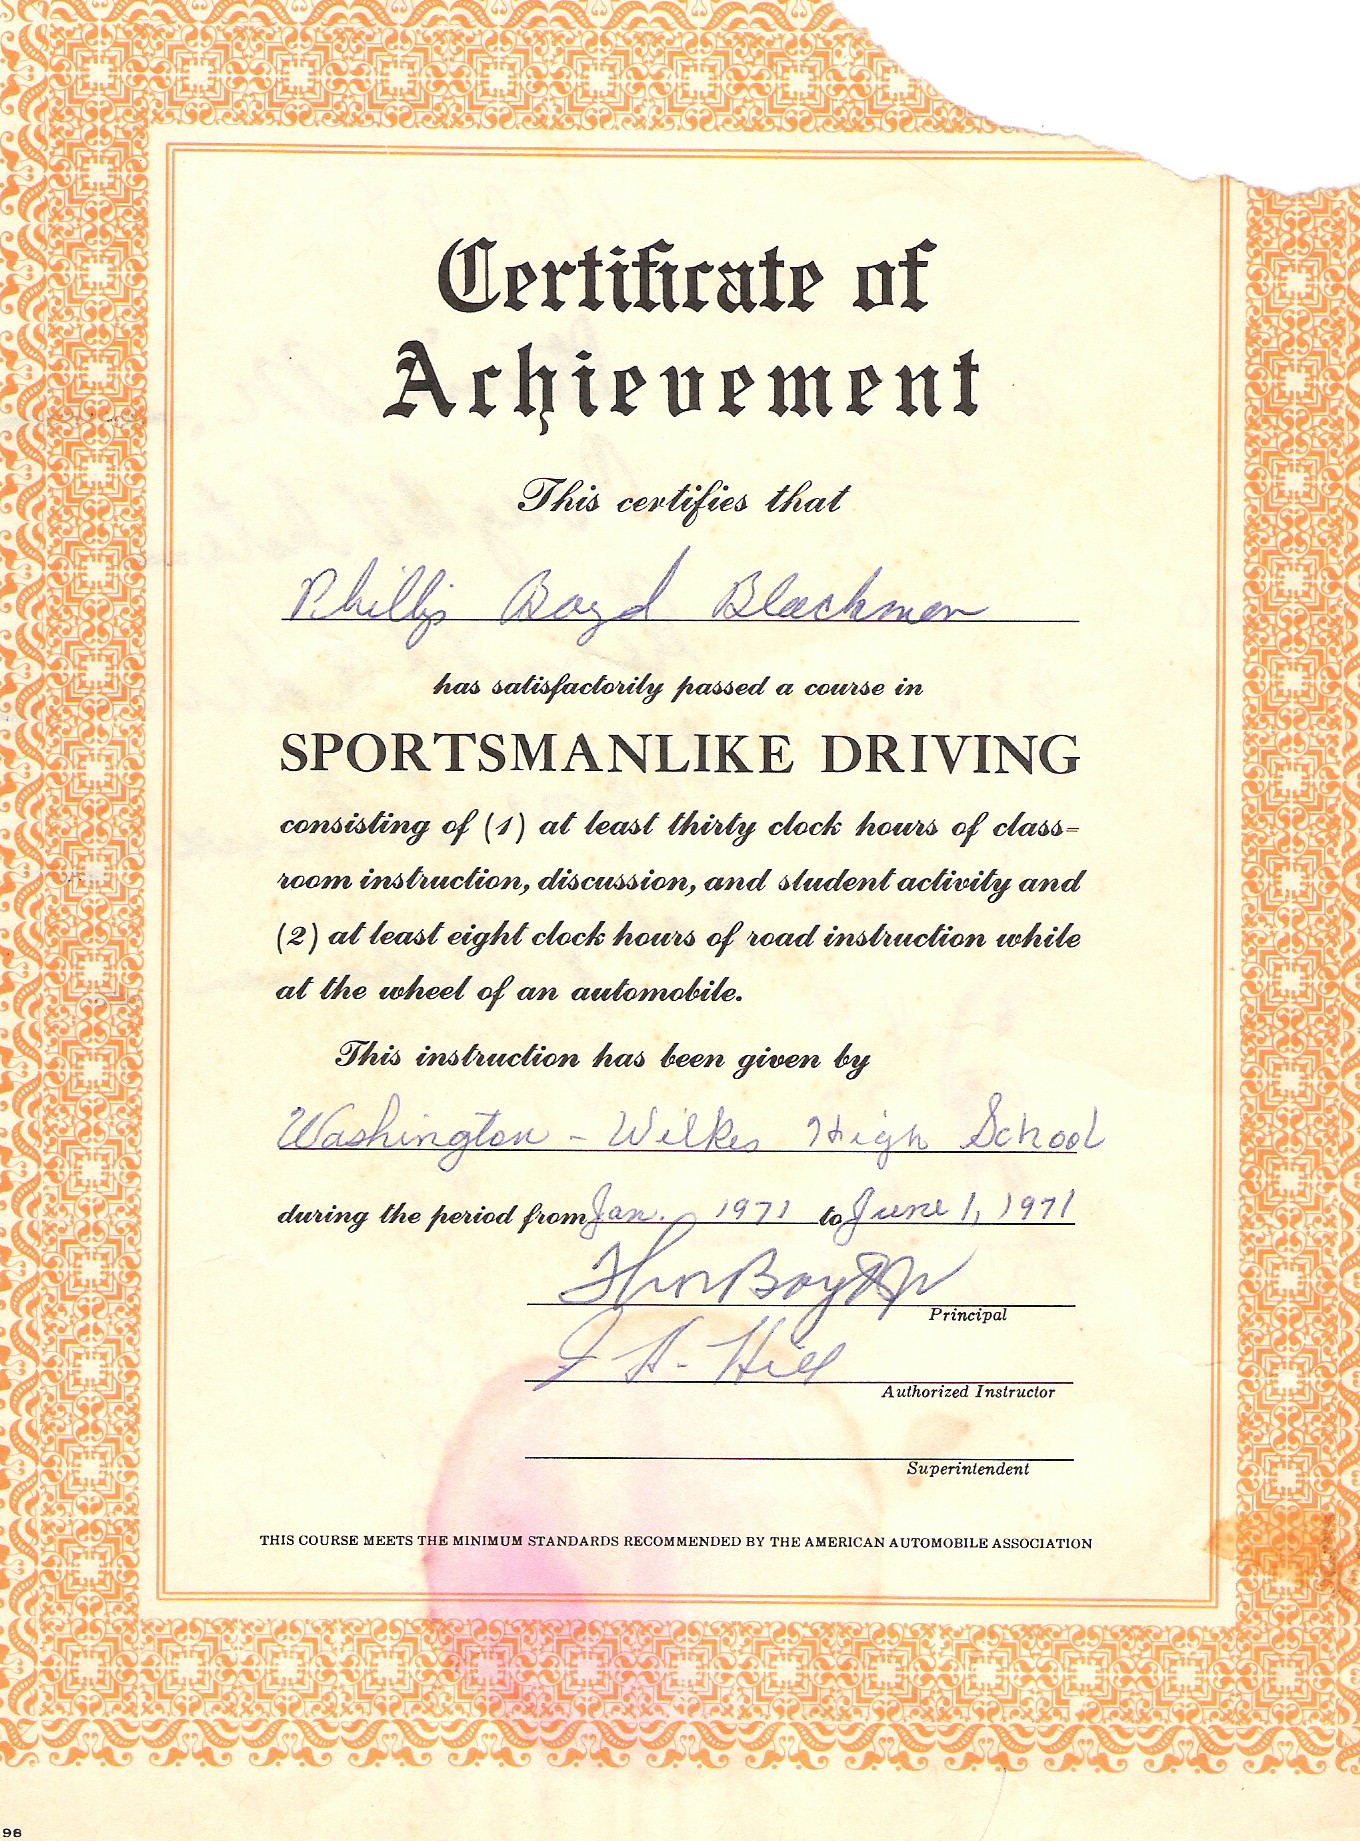 Certificate of
Achievement
This certifies that
Phillip Boyd Blackmon
has satisfactorily passed a course in
SPORTSMANLIKE DRIVING
consisting of (1) at least thirty clock hours of class=
room instruction, discussion, and student activity and
(2) at least eight clock hours of road instruction while
at the wheel of an automobile.
This instruction has been given by
Washington - Wilkes High School
during the period from Jan. 1971 to June 1, 1971
Principal
J A. Hill
Authorized Instructor
Superintendent
THIS COURSE MEETS THE MINIMUM STANDARDS RECOMMENDED BY THE AMERICAN AUTOMOBILE ASSOCIATION
98